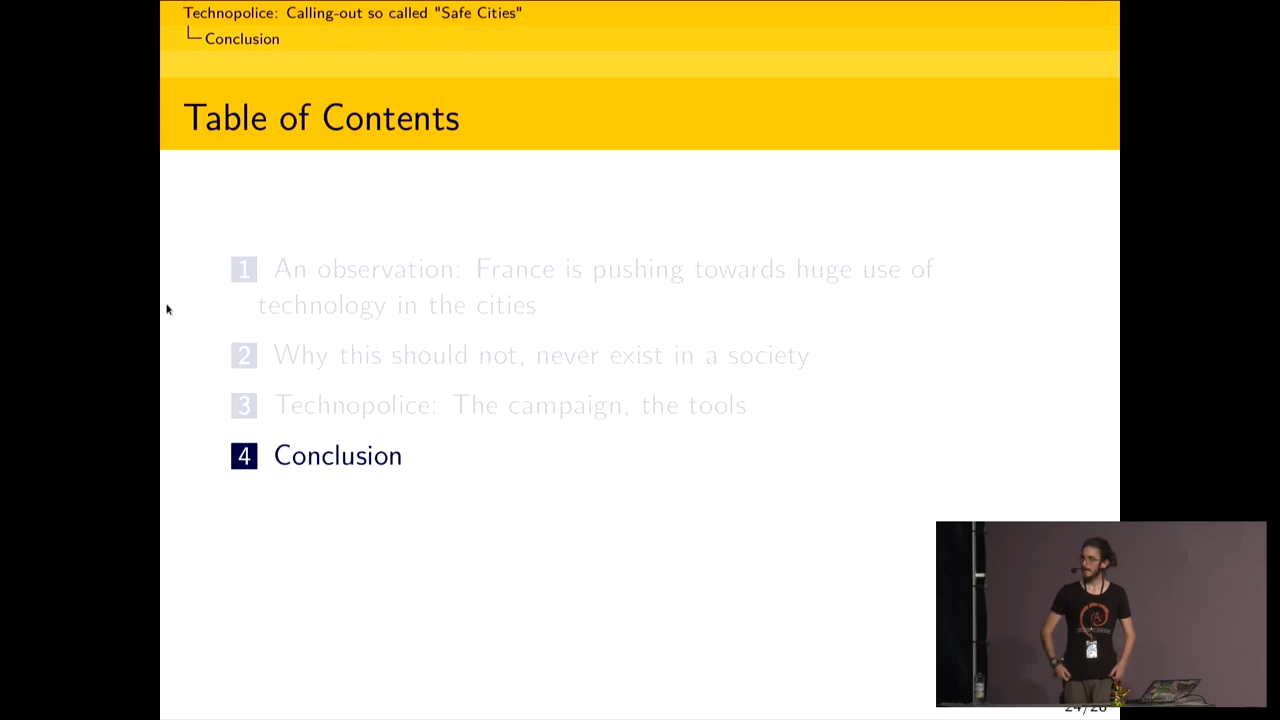 Technopolice: Calling-out so called "Safe Cities"
Conclusion
Table of Contents
1 An observation: France is pushing towards huge use of
technology in the cities
2 Why this should not, never exist in a society
3 Technopolice: The campaign, the tools
4 Conclusion